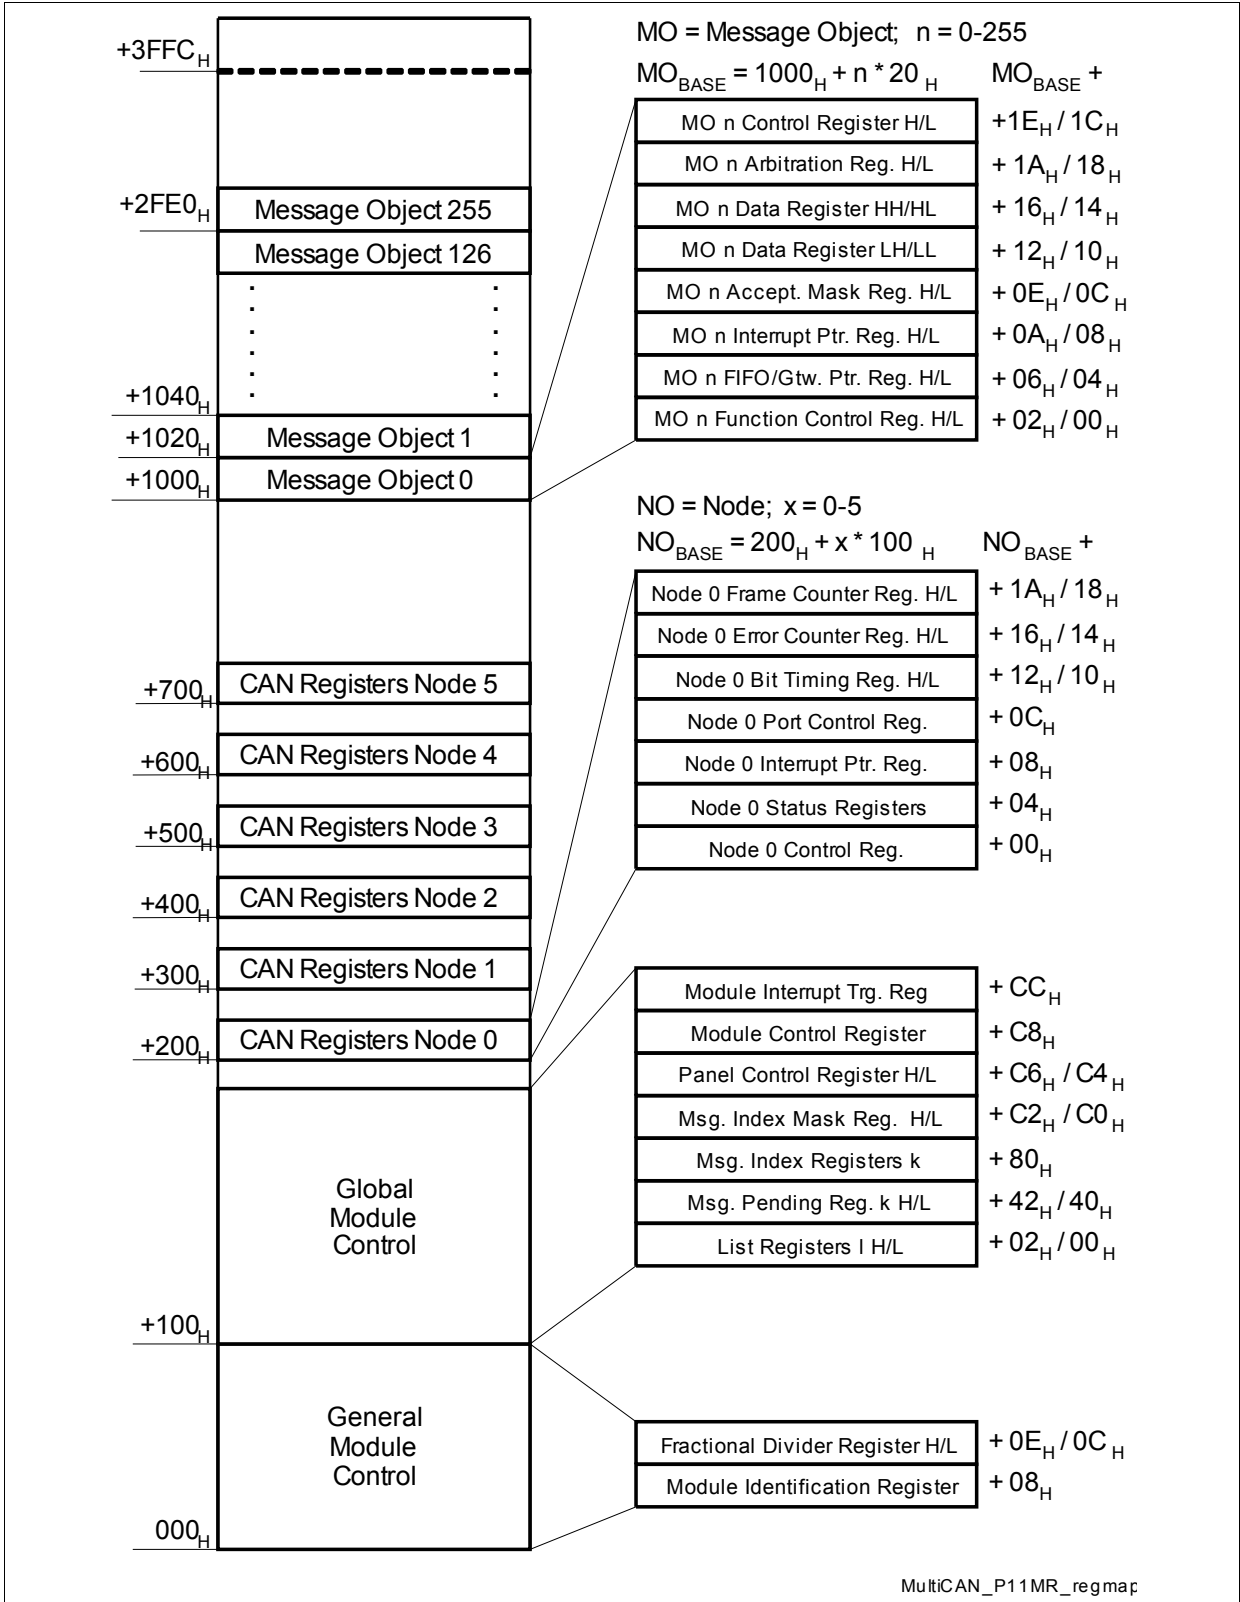 +3FFCH
+2FE0H
Message Object 255
Message Object 126
+1040H
+1020H
Message Object 1
+1000H
Message Object 0
+700H
CAN Registers Node 5
+600H
CAN Registers Node 4
+500H
CAN Registers Node 3
+400H
CAN Registers Node 2
+300H
CAN Registers Node 1
+200H
CAN Registers Node 0
Global
Module
Control
+100H
General
Module
Control
000H
MO = Message Object; n = 0-255
MOBASE = 1000H + n * 20 H MOBASE +
MO n Control Register H/L +1EH / 1CH
MO n Arbitration Reg. H/L + 1AH / 18H
MO n Data Register HH/HL + 16H / 14H
MO n Data Register LH/LL + 12H / 10H
MO n Accept. Mask Reg. H/L + 0EH / 0CH
MO n Interrupt Ptr. Reg. H/L + 0AH / 08H
MO n FIFO/Gtw. Ptr. Reg. H/L + 06H / 04H
MO n Function Control Reg. H/L + 02H / 00H
NO = Node; x = 0-5
NOBASE = 200H + x * 100 H NOBASE +
Node 0 Frame Counter Reg. H/L + 1AH / 18H
Node 0 Error Counter Reg. H/L + 16H / 14H
Node 0 Bit Timing Reg. H/L + 12H / 10H
Node 0 Port Control Reg. + 0CH
Node 0 Interrupt Ptr. Reg. + 08H
Node 0 Status Registers + 04H
Node 0 Control Reg. + 00H
Module Interrupt Trg. Reg + CCH
Module Control Register + C8H
Panel Control Register H/L + C6H / C4H
Msg. Index Mask Reg. H/L + C2H / C0H
Msg. Index Registers k + 80H
Msg. Pending Reg. k H/L + 42H / 40H
List Registers l H/L + 02H / 00H
Fractional Divider Register H/L + 0EH / 0CH
Module Identification Register + 08H
MultiCAN_P11MR_regmap